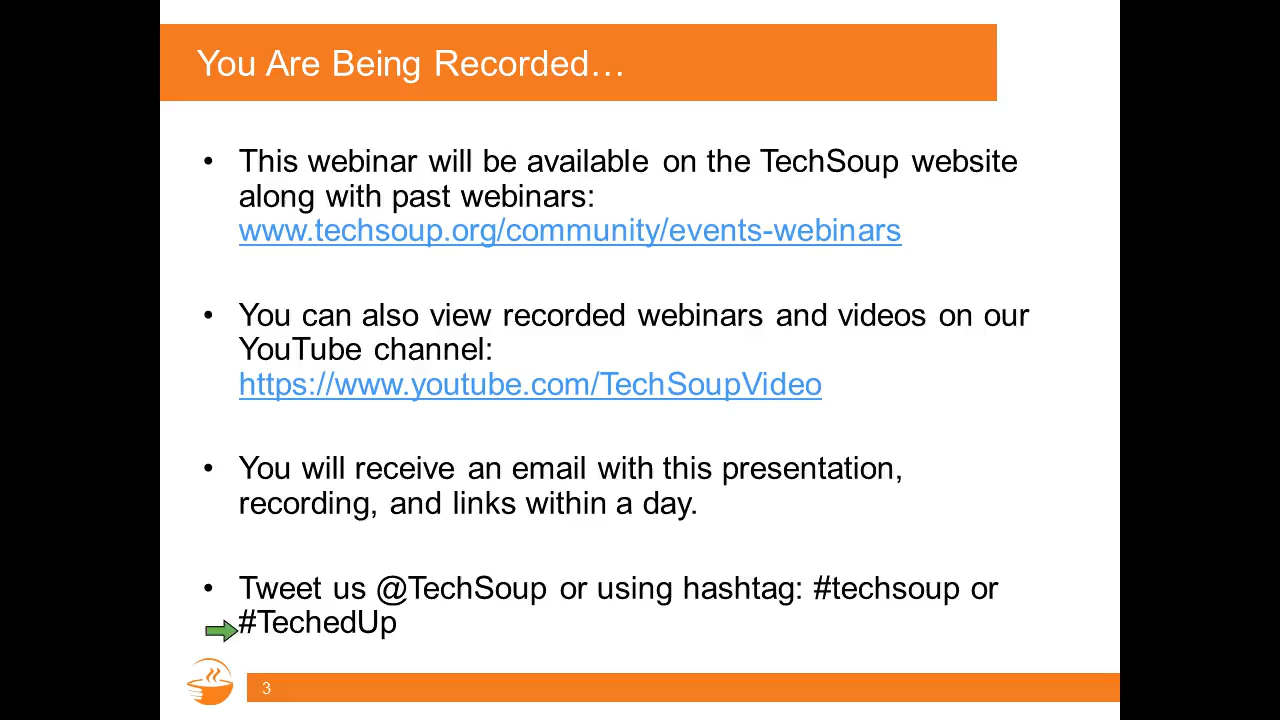 You Are Being Recorded…
• This webinar will be available on the TechSoup website
along with past webinars:
www.techsoup.org/community/events-webinars
• You can also view recorded webinars and videos on our
YouTube channel:
https://www.youtube.com/TechSoupVideo
• You will receive an email with this presentation,
recording, and links within a day.
• Tweet us @TechSoup or using hashtag: #techsoup or
#TechedUp
3